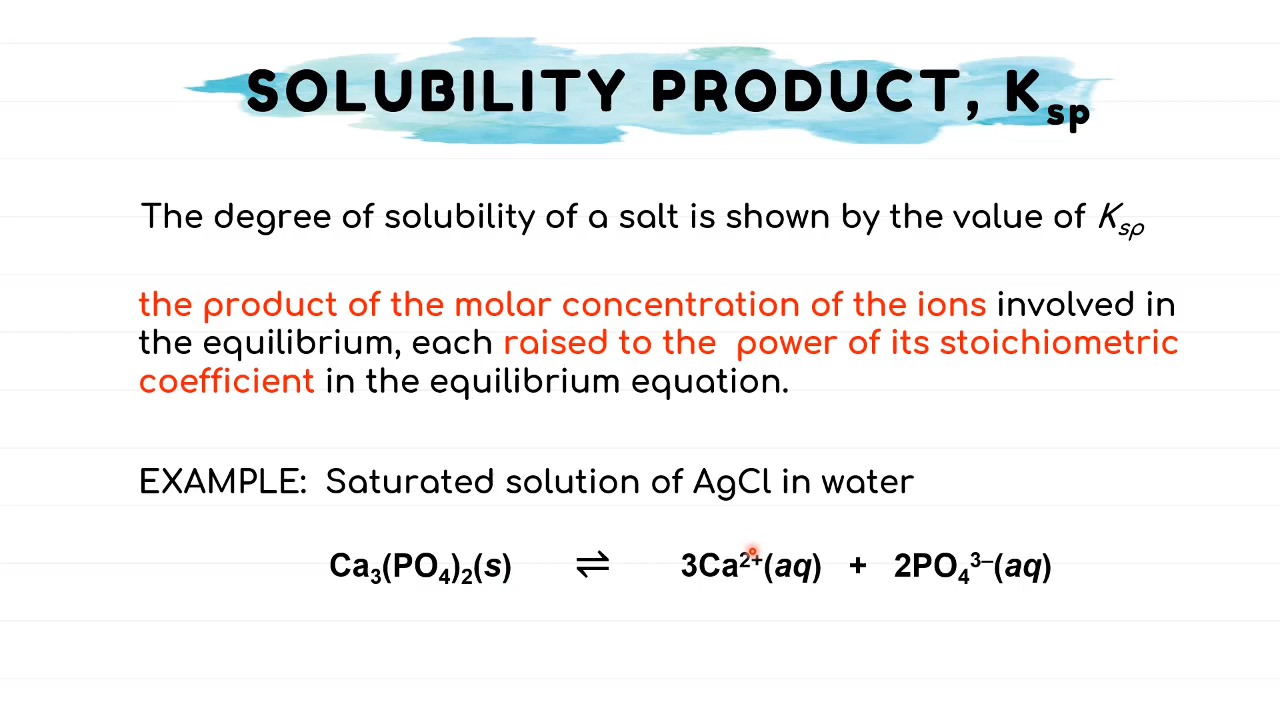 SOLUBILITY PRODUCT, Ksp
The degree of solubility of a salt is shown by the value of Ksp
the product of the molar concentration of the ions involved in
the equilibrium, each raised to the power of its stoichiometric
coefficient in the equilibrium equation.
EXAMPLE: Saturated solution of AgCl in water
Ca₃(PO₄)₂(s) ⇌ 3Ca²⁺(aq) + 2PO₄³⁻(aq)